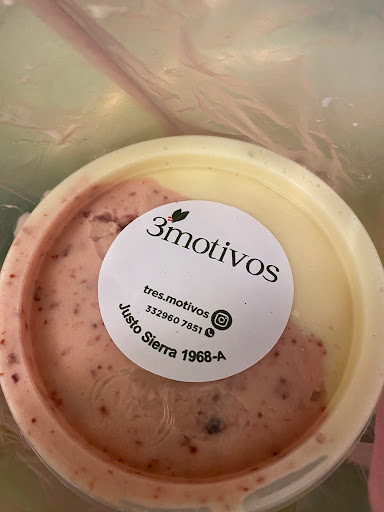 3motivos
tres.motivos
332960 7851
Justo Sierra 1968-A